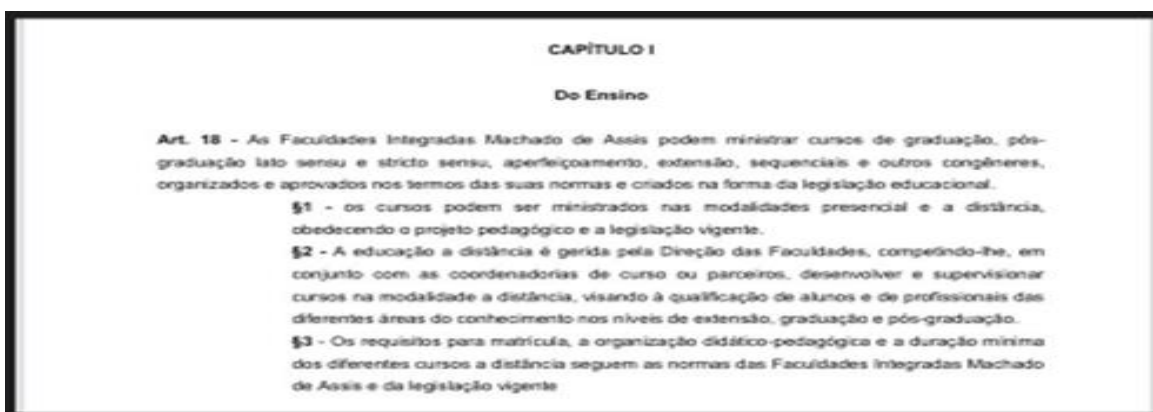 CAPÍTULO I
Do Ensino
Art. 18 - As Faculdades Integradas Machado de Assis podem ministrar cursos de graduação, pós-
graduação lato sensu e stricto sensu, aperfeiçoamento, extensão, sequenciais e outros congêneres,
organizados e aprovados nos termos das suas normas e criados na forma da legislação educacional.
§1 - os cursos podem ser ministrados nas modalidades presencial e a distância,
obedecendo o projeto pedagógico e a legislação vigente.
§2 - A educação a distância é gerida pela Direção das Faculdades, competindo-lhe, em
conjunto com as coordenadorias de curso ou parceiros, desenvolver e supervisionar
cursos na modalidade a distância, visando à qualificação de alunos e de profissionais das
diferentes áreas do conhecimento nos níveis de extensão, graduação e pós-graduação.
§3 - Os requisitos para matrícula, a organização didático-pedagógica e a duração mínima
dos diferentes cursos a distância seguem as normas das Faculdades Integradas Machado
de Assis e da legislação vigente